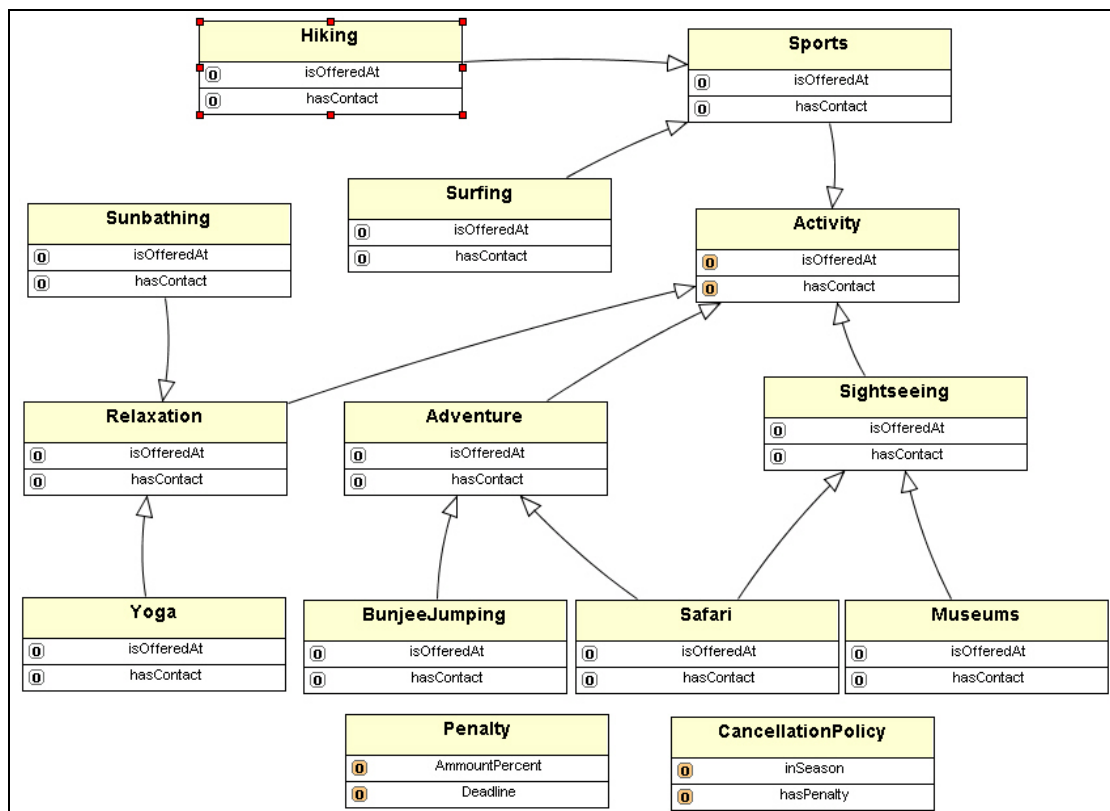 Hiking
O isOfferedAt
O hasContact
Sports
O isOfferedAt
O hasContact
Surfing
O isOfferedAt
O hasContact
Sunbathing
O isOfferedAt
O hasContact
Activity
O isOfferedAt
O hasContact
Relaxation
O isOfferedAt
O hasContact
Adventure
O isOfferedAt
O hasContact
Sightseeing
O isOfferedAt
O hasContact
Yoga
O isOfferedAt
O hasContact
BunjeeJumping
O isOfferedAt
O hasContact
Safari
O isOfferedAt
O hasContact
Museums
O isOfferedAt
O hasContact
Penalty
O AmmountPercent
O Deadline
CancellationPolicy
O inSeason
O hasPenalty